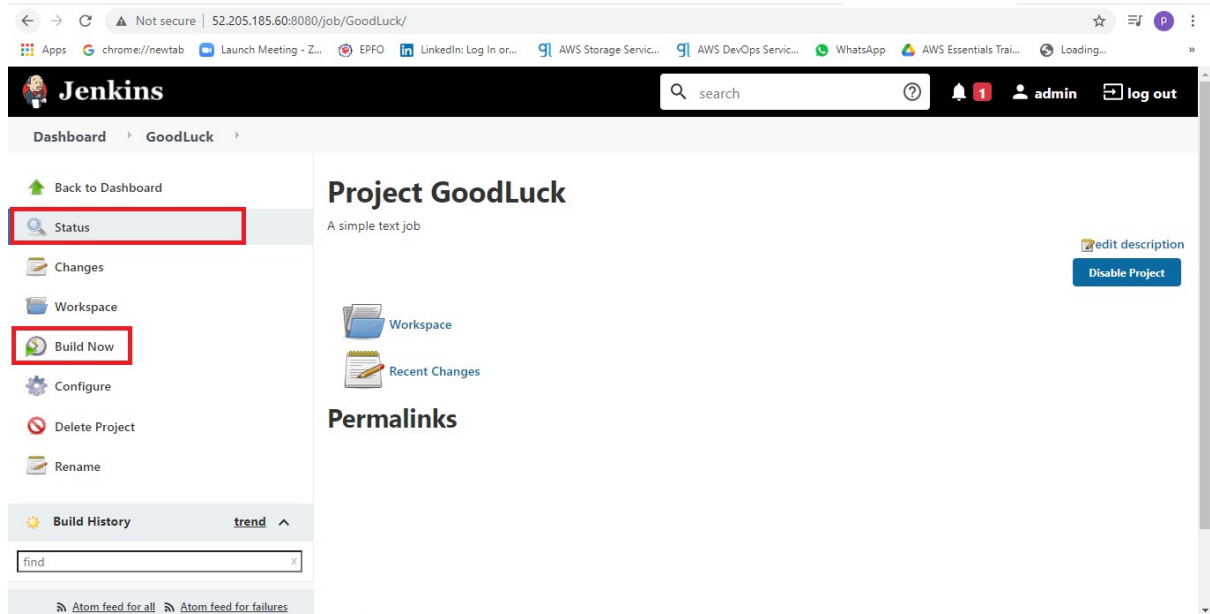 Not secure | 52.205.185.60:8080/job/GoodLuck/
P
Apps chrome://newtab Launch Meeting - Z... EPFO LinkedIn: Log In or... AWS Storage Servic... AWS DevOps Servic... WhatsApp AWS Essentials Trai... Loading... »
Jenkins search 1 admin log out
Dashboard GoodLuck
Back to Dashboard
Status
Changes
Workspace
Build Now
Configure
Delete Project
Rename
Build History trend
find x
Atom feed for all Atom feed for failures
Project GoodLuck
A simple text job
edit description
Disable Project
Workspace
Recent Changes
Permalinks